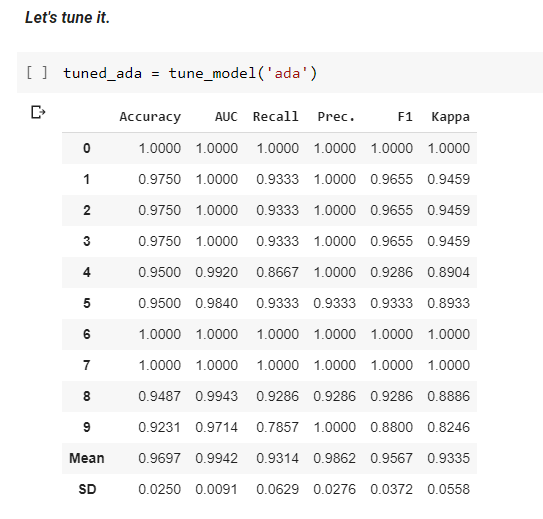 Let's tune it.
[ ] tuned_ada = tune_model('ada')
Accuracy AUC Recall Prec. F1 Kappa
0 1.0000 1.0000 1.0000 1.0000 1.0000 1.0000
1 0.9750 1.0000 0.9333 1.0000 0.9655 0.9459
2 0.9750 1.0000 0.9333 1.0000 0.9655 0.9459
3 0.9750 1.0000 0.9333 1.0000 0.9655 0.9459
4 0.9500 0.9920 0.8667 1.0000 0.9286 0.8904
5 0.9500 0.9840 0.9333 0.9333 0.9333 0.8933
6 1.0000 1.0000 1.0000 1.0000 1.0000 1.0000
7 1.0000 1.0000 1.0000 1.0000 1.0000 1.0000
8 0.9487 0.9943 0.9286 0.9286 0.9286 0.8886
9 0.9231 0.9714 0.7857 1.0000 0.8800 0.8246
Mean 0.9697 0.9942 0.9314 0.9862 0.9567 0.9335
SD 0.0250 0.0091 0.0629 0.0276 0.0372 0.0558